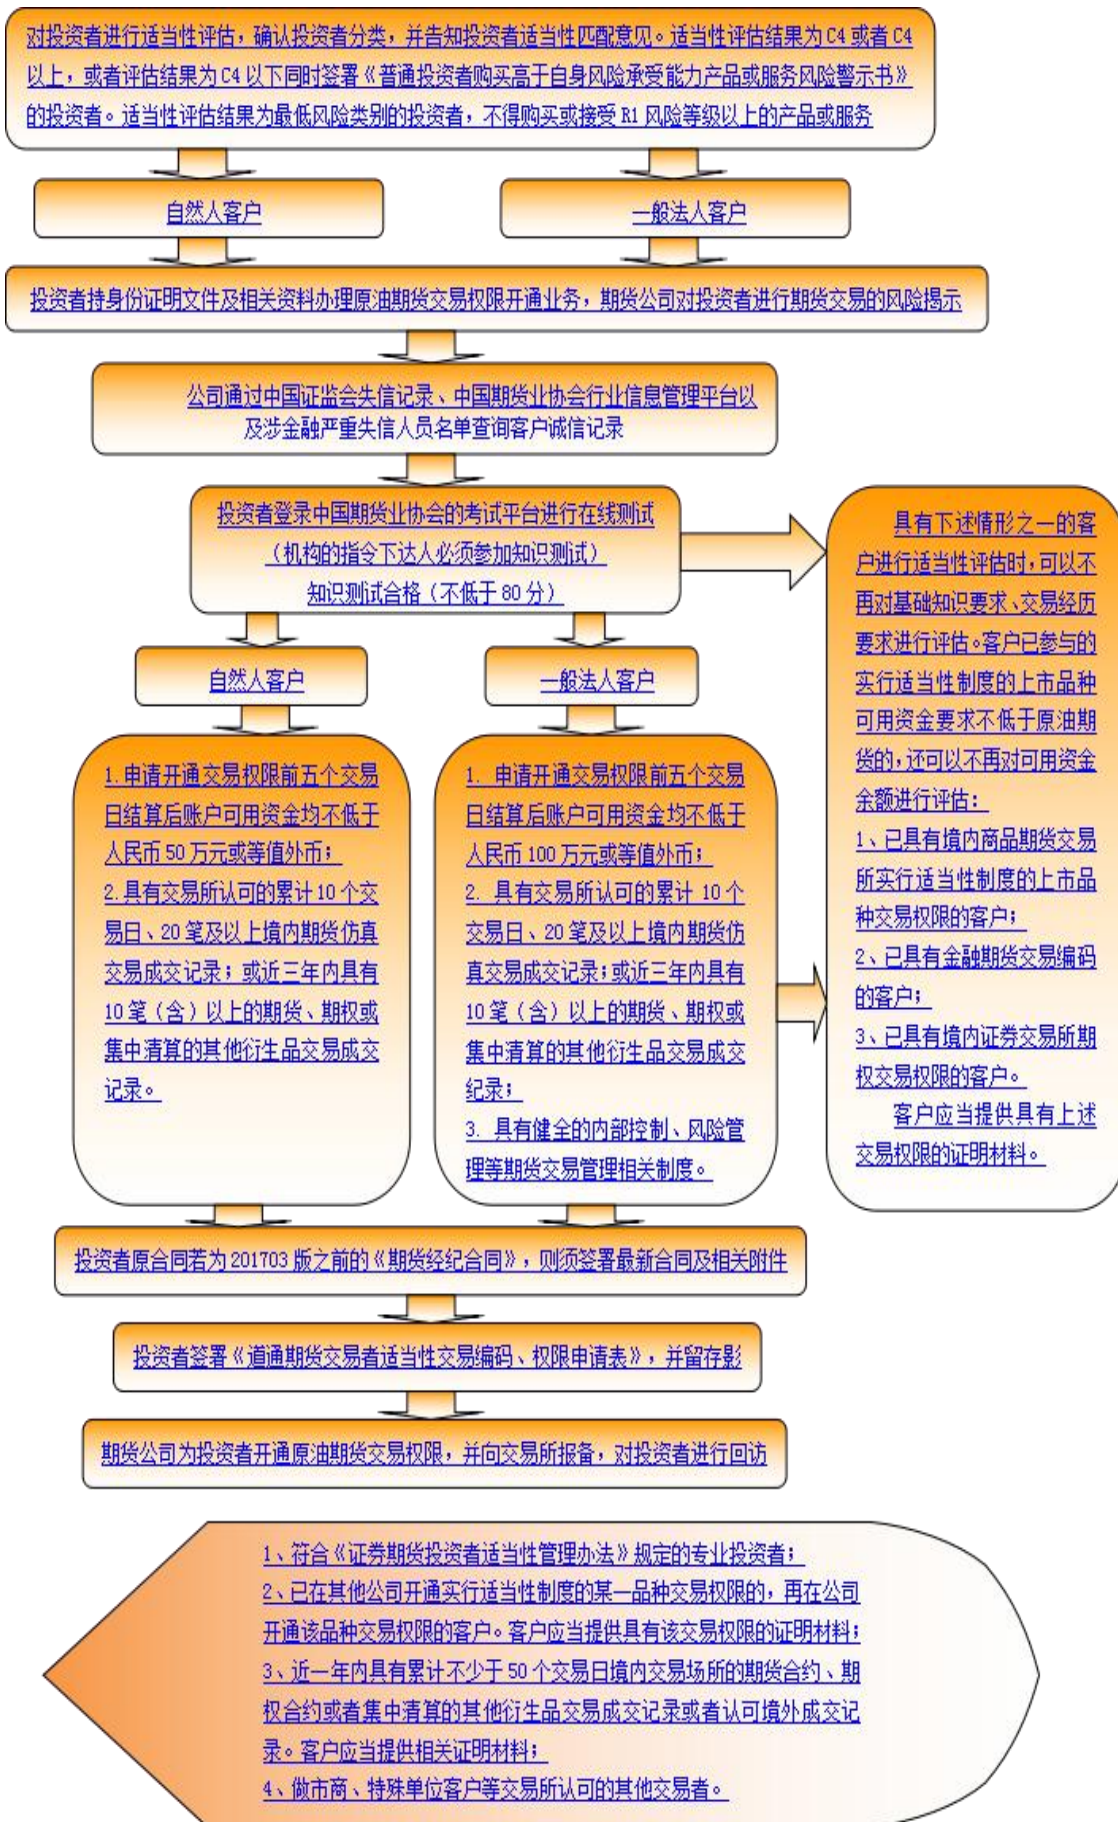 对投资者进行适当性评估，确认投资者分类，并告知投资者适当性匹配意见。适当性评估结果为 C4 或者 C4
以上，或者评估结果为 C4 以下同时签署《普通投资者购买高于自身风险承受能力产品或服务风险警示书》
的投资者。适当性评估结果为最低风险类别的投资者，不得购买或接受 R1 风险等级以上的产品或服务
自然人客户
一般法人客户
投资者持身份证明文件及相关资料办理原油期货交易权限开通业务，期货公司对投资者进行期货交易的风险揭示
公司通过中国证监会失信记录、中国期货业协会行业信息管理平台以
及涉金融严重失信人员名单查询客户诚信记录
投资者登录中国期货业协会的考试平台进行在线测试
（机构的指令下达人必须参加知识测试）
知识测试合格（不低于 80 分）
自然人客户
一般法人客户
1.申请开通交易权限前五个交易
日结算后账户可用资金均不低于
人民币 50 万元或等值外币；
2.具有交易所认可的累计 10 个交
易日、20 笔及以上境内期货仿真
交易成交记录；或近三年内具有
10 笔（含）以上的期货、期权或
集中清算的其他衍生品交易成交
记录。
1. 申请开通交易权限前五个交易
日结算后账户可用资金均不低于
人民币 100 万元或等值外币；
2. 具有交易所认可的累计 10 个
交易日、20 笔及以上境内期货仿
真交易成交记录；或近三年内具有
10 笔（含）以上的期货、期权或
集中清算的其他衍生品交易成交
纪录；
3. 具有健全的内部控制、风险管
理等期货交易管理相关制度。
具有下述情形之一的客
户进行适当性评估时，可以不
再对基础知识要求、交易经历
要求进行评估。客户已参与的
实行适当性制度的上市品种
可用资金要求不低于原油期
货的，还可以不再对可用资金
余额进行评估：
1、已具有境内商品期货交易
所实行适当性制度的上市品
种交易权限的客户；
2、已具有金融期货交易编码
的客户；
3、已具有境内证券交易所期
权交易权限的客户。
客户应当提供具有上述
交易权限的证明材料。
投资者原合同若为 201703 版之前的《期货经纪合同》，则须签署最新合同及相关附件
投资者签署《道通期货交易者适当性交易编码、权限申请表》，并留存影
期货公司为投资者开通原油期货交易权限，并向交易所报备，对投资者进行回访
1、符合《证券期货投资者适当性管理办法》规定的专业投资者；
2、已在其他公司开通实行适当性制度的某一品种交易权限的，再在公司
开通该品种交易权限的客户。客户应当提供具有该交易权限的证明材料；
3、近一年内具有累计不少于 50 个交易日境内交易场所的期货合约、期
权合约或者集中清算的其他衍生品交易成交记录或者认可境外成交记
录。客户应当提供相关证明材料；
4、做市商、特殊单位客户等交易所认可的其他交易者。